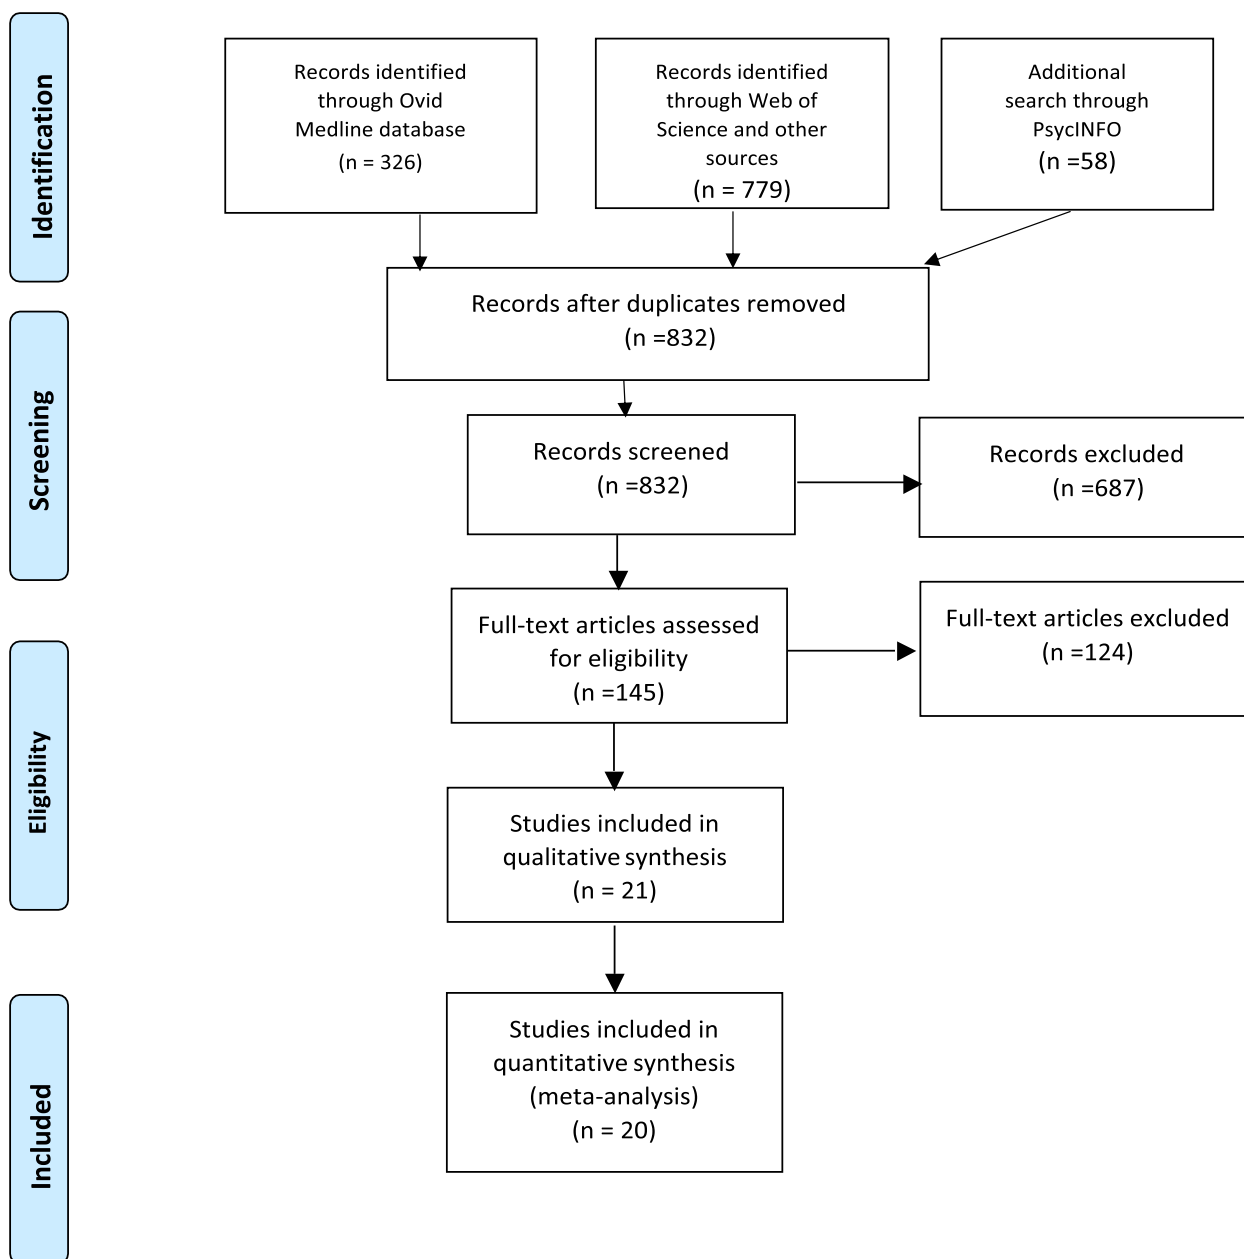 Identification
Records identified
through Ovid
Medline database
(n = 326)
Records identified
through Web of
Science and other
sources
(n = 779)
Additional
search through
PsycINFO
(n =58)
Records after duplicates removed
(n =832)
Screening
Records screened
(n =832)
Records excluded
(n =687)
Full-text articles assessed
for eligibility
(n =145)
Full-text articles excluded
(n =124)
Eligibility
Studies included in
qualitative synthesis
(n = 21)
Included
Studies included in
quantitative synthesis
(meta-analysis)
(n = 20)